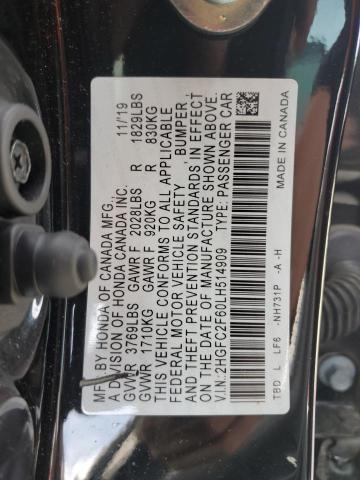 MFG. BY HONDA OF CANADA MFG. 11/19
A DIVISION OF HONDA CANADA INC.
GVWR 3769LBS GAWR F 2028LBS R 1829LBS
GVWR 1710KG GAWR F 920KG R 830KG
THIS VEHICLE CONFORMS TO ALL APPLICABLE
FEDERAL MOTOR VEHICLE SAFETY, BUMPER,
AND THEFT PREVENTION STANDARDS IN EFFECT
ON THE DATE OF MANUFACTURE SHOWN ABOVE.
V.I.N.:2HGFC2F60LH514909 TYPE: PASSENGER CAR
TBD L LF6 -NH731P -A -H
MADE IN CANADA